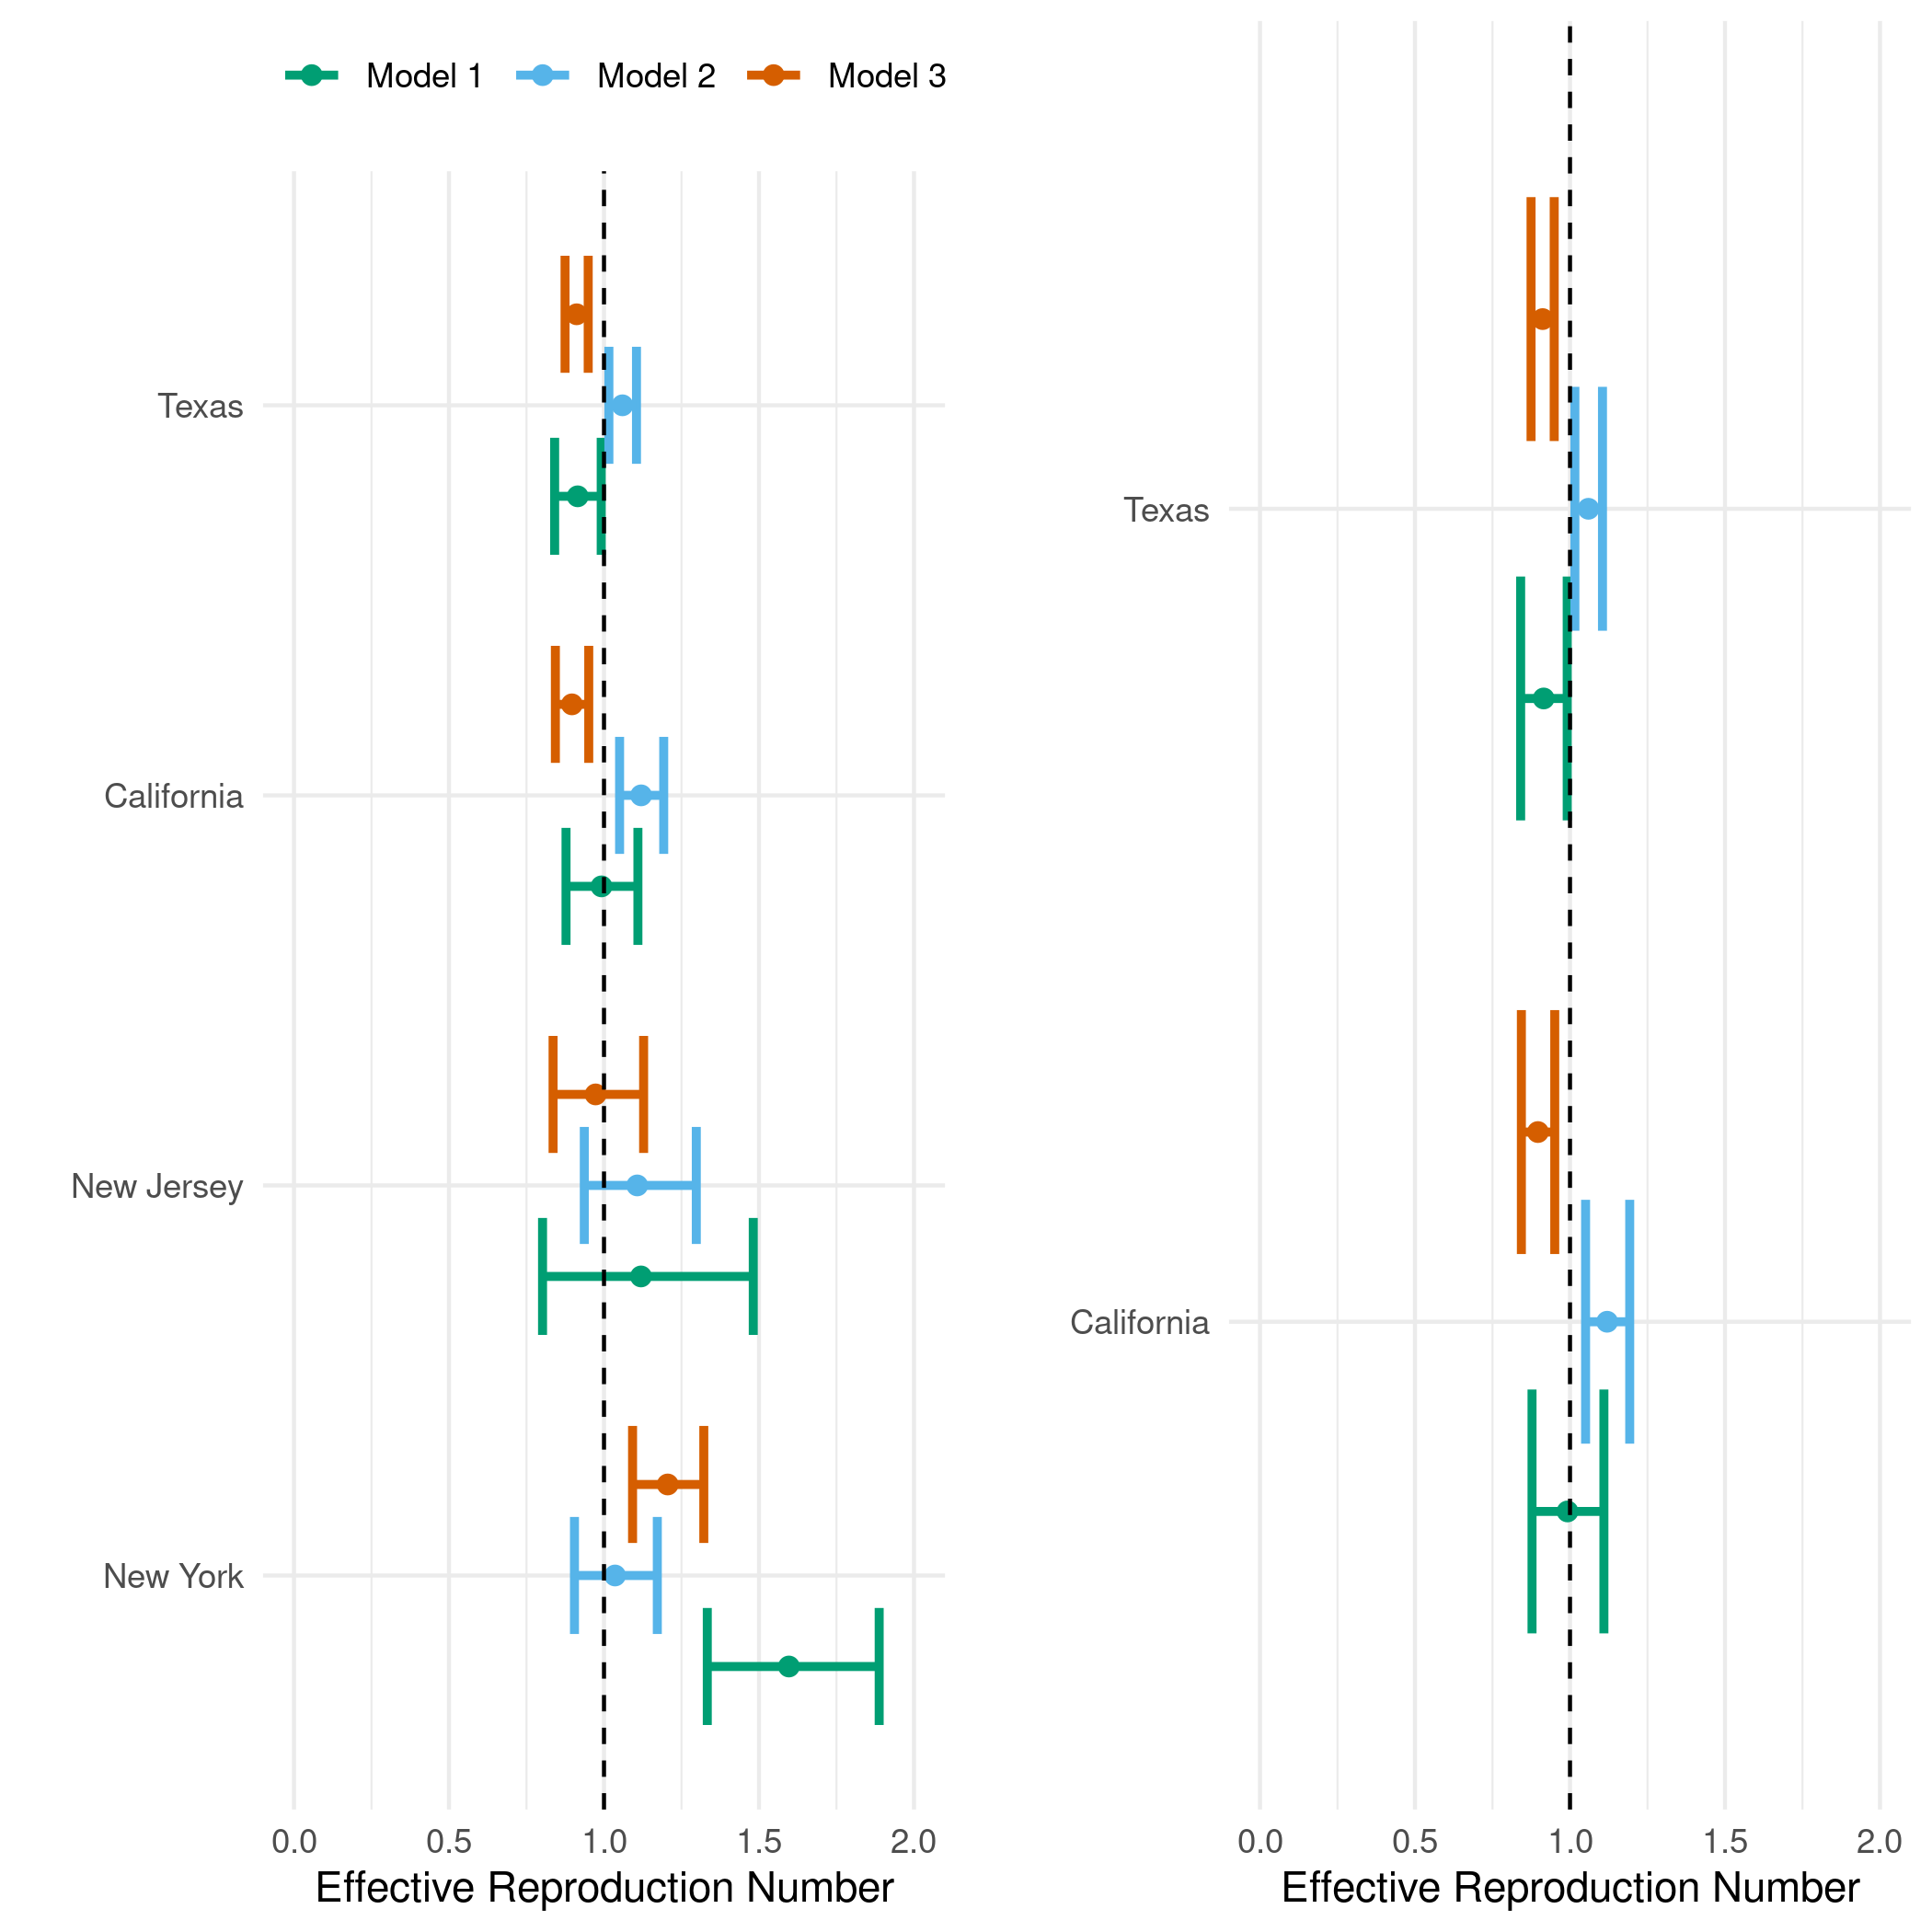 Model 1 Model 2 Model 3
Texas
California
New Jersey
New York
0.0 0.5 1.0 1.5 2.0
Effective Reproduction Number
Texas
California
0.0 0.5 1.0 1.5 2.0
Effective Reproduction Number